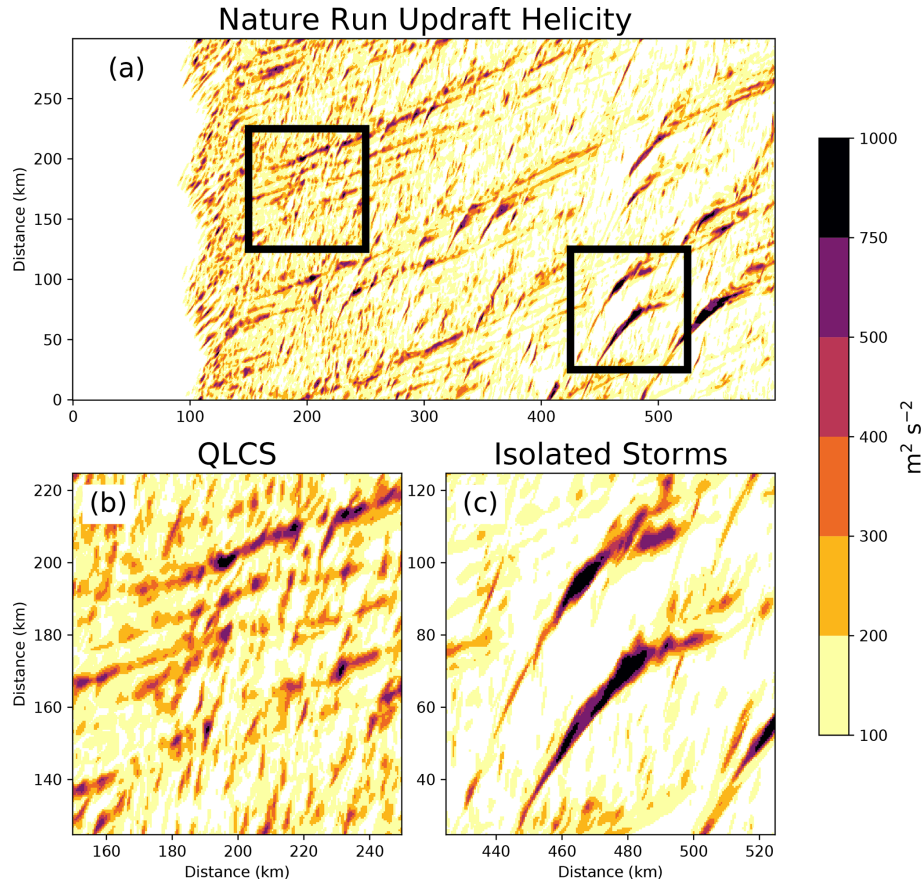 Nature Run Updraft Helicity
(a)
Distance (km)
250
200
150
100
50
0
0 100 200 300 400 500
1000
750
500
400
300
200
100
m² s⁻²
QLCS
(b)
Distance (km)
220
200
180
160
140
160 180 200 220 240
Distance (km)
Isolated Storms
(c)
120
100
80
60
40
440 460 480 500 520
Distance (km)